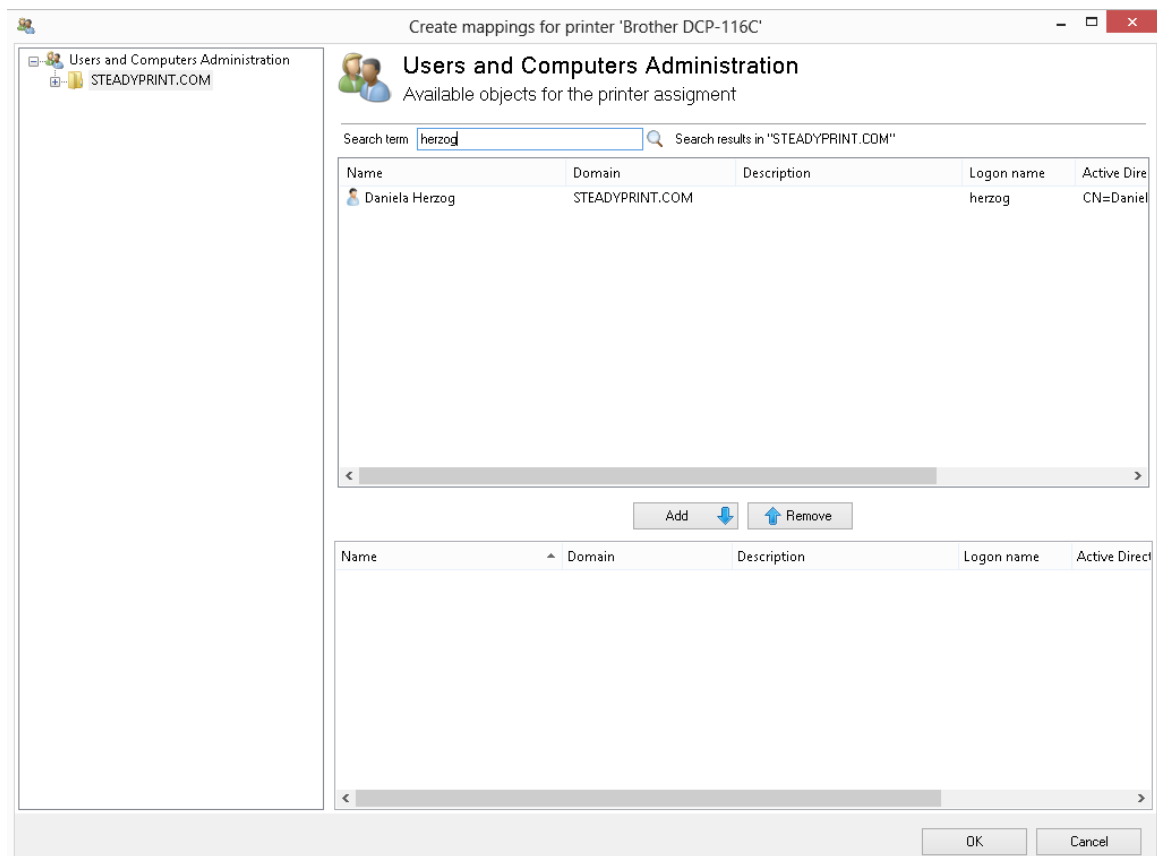 Create mappings for printer 'Brother DCP-116C'
Users and Computers Administration
STEADYPRINT.COM
Users and Computers Administration
Available objects for the printer assigment
Search term herzog Search results in "STEADYPRINT.COM"
Name Domain Description Logon name Active Dire
Daniela Herzog STEADYPRINT.COM herzog CN=Daniel
Add Remove
Name Domain Description Logon name Active Direct
OK Cancel